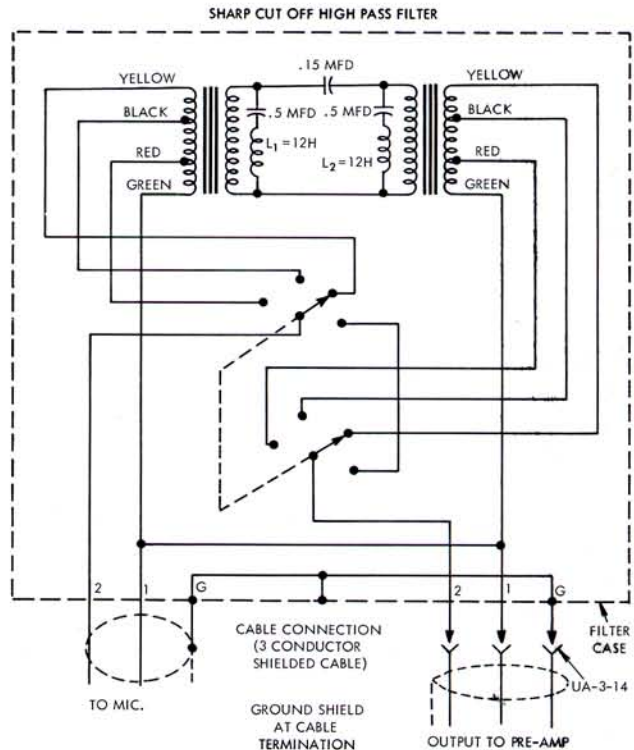 SHARP CUT OFF HIGH PASS FILTER
.15 MFD
YELLOW
YELLOW
BLACK
.5 MFD
.5 MFD
BLACK
RED
L1 = 12H
L2 = 12H
RED
GREEN
GREEN
2
1
G
2
1
G
CABLE CONNECTION
(3 CONDUCTOR
SHIELDED CABLE)
FILTER
CASE
TO MIC.
UA-3-14
GROUND SHIELD
AT CABLE
TERMINATION
OUTPUT TO PRE-AMP